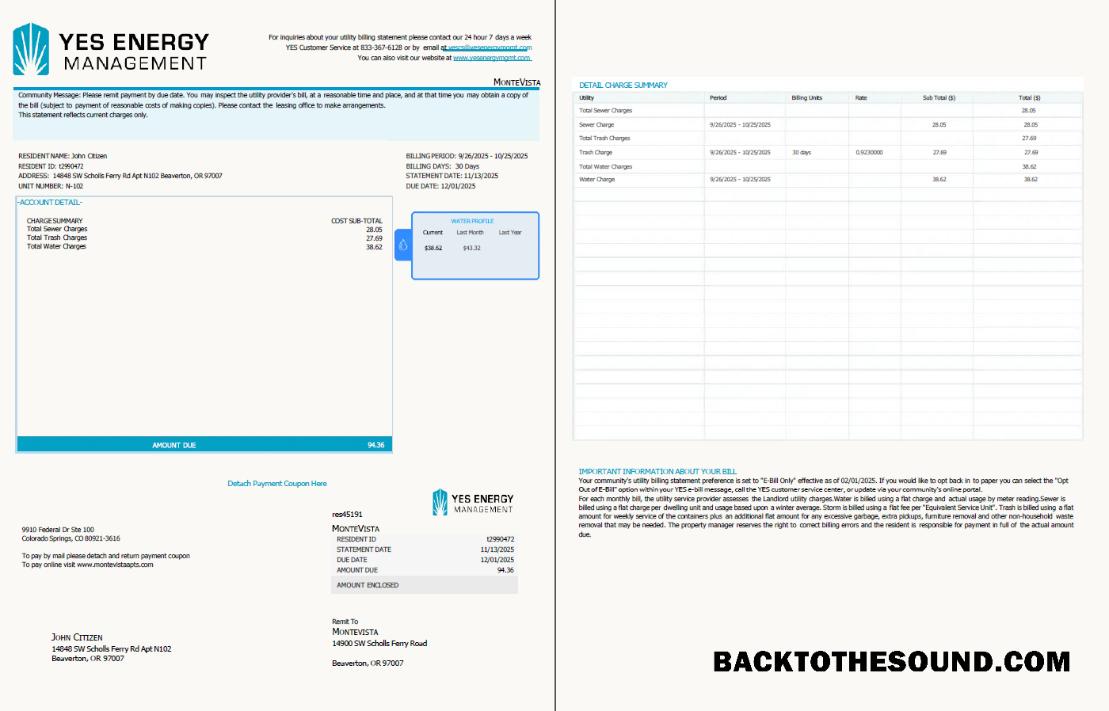 YES ENERGY
MANAGEMENT
For inquiries about your utility billing statement please contact our 24 hour 7 days a week
YES Customer Service at 833-367-6128 or by email at
You can also visit our website at www.yesenergymgmt.com
MONTEVISTA
Community Message: Please remit payment by due date. You may inspect the utility provider's bill, at a reasonable time and place, and at that time you may obtain a copy of
the bill (subject to payment of reasonable costs of making copies). Please contact the leasing office to make arrangements.
This statement reflects current charges only.
RESIDENT NAME: John Citizen
RESIDENT ID: t2990472
ADDRESS: 14848 SW Scholls Ferry Rd Apt N102 Beaverton, OR 97007
UNIT NUMBER: N-102
BILLING PERIOD: 9/26/2025 - 10/25/2025
BILLING DAYS: 30 Days
STATEMENT DATE: 11/13/2025
DUE DATE: 12/01/2025
-ACCOUNT DETAIL-
CHARGE SUMMARY COST SUB-TOTAL
Total Sewer Charges 28.05
Total Trash Charges 27.69
Total Water Charges 38.62
WATER PROFILE
Current Last Month Last Year
$38.62 $43.32
AMOUNT DUE 94.36
Detach Payment Coupon Here
YES ENERGY
MANAGEMENT
res45191
9910 Federal Dr Ste 100
Colorado Springs, CO 80921-3616
To pay by mail please detach and return payment coupon
To pay online visit www.montevistaapts.com
MONTEVISTA
RESIDENT ID t2990472
STATEMENT DATE 11/13/2025
DUE DATE 12/01/2025
AMOUNT DUE 94.36
AMOUNT ENCLOSED
JOHN CITIZEN
14848 SW Scholls Ferry Rd Apt N102
Beaverton, OR 97007
Remit To
MONTEVISTA
14900 SW Scholls Ferry Road
Beaverton, OR 97007
DETAIL CHARGE SUMMARY
Utility Period Billing Units Rate Sub Total ($) Total ($)
Total Sewer Charges 28.05
Sewer Charge 9/26/2025 - 10/25/2025 28.05 28.05
Total Trash Charges 27.69
Trash Charge 9/26/2025 - 10/25/2025 30 days 0.9230000 27.69 27.69
Total Water Charges 38.62
Water Charge 9/26/2025 - 10/25/2025 38.62 38.62
IMPORTANT INFORMATION ABOUT YOUR BILL
Your community's utility billing statement preference is set to "E-Bill Only" effective as of 02/01/2025. If you would like to opt back in to paper you can select the "Opt
Out of E-Bill" option within your YES e-bill message, call the YES customer service center, or update via your community's online portal.
For each monthly bill, the utility service provider assesses the Landlord utility charges.Water is billed using a flat charge and actual usage by meter reading.Sewer is
billed using a flat charge per dwelling unit and usage based upon a winter average. Storm is billed using a flat fee per "Equivalent Service Unit". Trash is billed using a flat
amount for weekly service of the containers plus an additional flat amount for any excessive garbage, extra pickups, furniture removal and other non-household waste
removal that may be needed. The property manager reserves the right to correct billing errors and the resident is responsible for payment in full of the actual amount
due.
BACKTOTHESOUND.COM